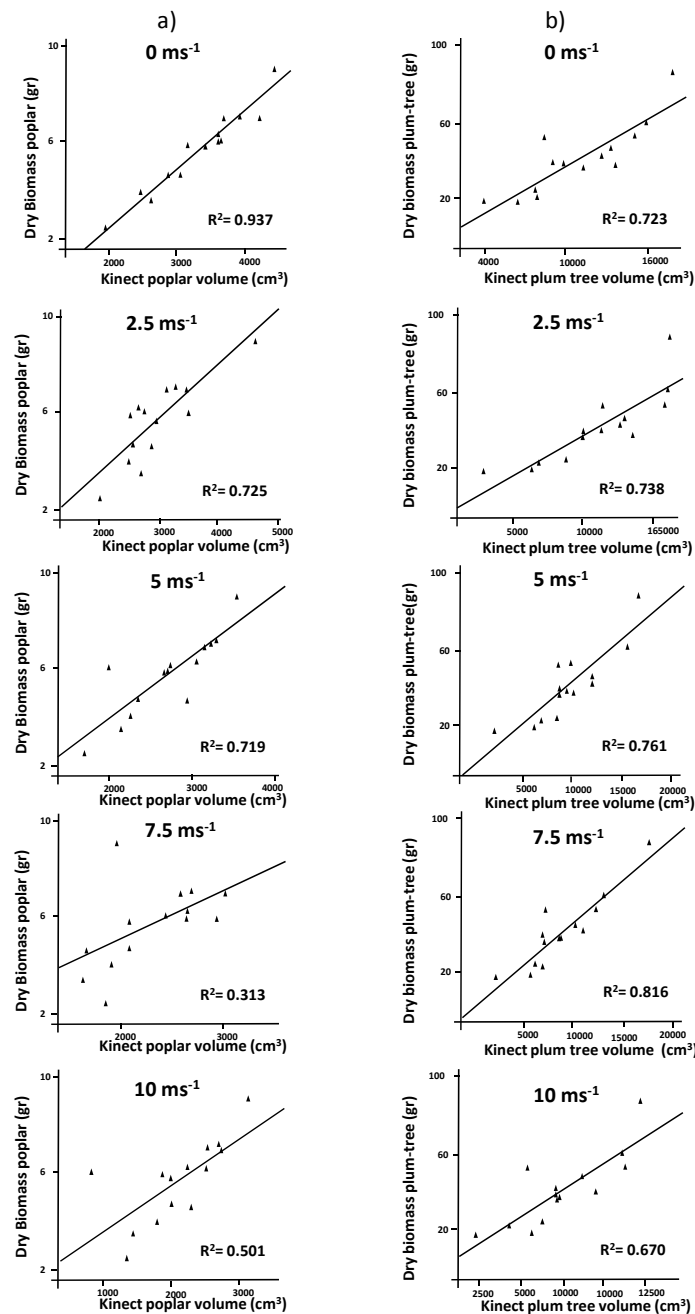 a)
0 ms⁻¹
10
6
2
Dry Biomass poplar (gr)
R²= 0.937
2000 3000 4000
Kinect poplar volume (cm³)
b)
0 ms⁻¹
100
60
20
Dry biomass plum-tree(gr)
R²= 0.723
4000 10000 16000
Kinect plum tree volume (cm³)
2.5 ms⁻¹
10
6
2
Dry Biomass poplar (gr)
R²= 0.725
2000 3000 4000 5000
Kinect poplar volume (cm³)
2.5 ms⁻¹
100
60
20
Dry biomass plum-tree (gr)
R²= 0.738
5000 10000 165000
Kinect plum tree volume (cm³)
5 ms⁻¹
10
6
2
Dry Biomass poplar (gr)
R²= 0.719
2000 3000 4000
Kinect poplar volume (cm³)
5 ms⁻¹
100
60
20
Dry biomass plum-tree(gr)
R²= 0.761
5000 10000 15000 20000
Kinect plum tree volume (cm³)
7.5 ms⁻¹
10
6
2
Dry Biomass poplar (gr)
R²= 0.313
2000 3000
Kinect poplar volume (cm³)
7.5 ms⁻¹
100
60
20
Dry biomass plum-tree (gr)
R²= 0.816
5000 10000 15000 20000
Kinect plum tree volume (cm³)
10 ms⁻¹
10
6
2
Dry Biomass poplar (gr)
R²= 0.501
1000 2000 3000
Kinect poplar volume (cm³)
10 ms⁻¹
100
60
20
Dry biomass plum-tree (gr)
R²= 0.670
2500 10000 10000 12500
Kinect plum tree volume (cm³)